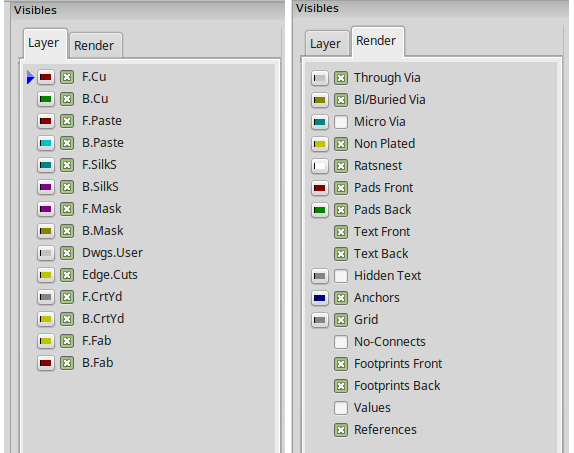 Visibles
Layer Render
F.Cu
B.Cu
F.Paste
B.Paste
F.SilkS
B.SilkS
F.Mask
B.Mask
Dwgs.User
Edge.Cuts
F.CrtYd
B.CrtYd
F.Fab
B.Fab
Visibles
Layer Render
Through Via
Bl/Buried Via
Micro Via
Non Plated
Ratsnest
Pads Front
Pads Back
Text Front
Text Back
Hidden Text
Anchors
Grid
No-Connects
Footprints Front
Footprints Back
Values
References